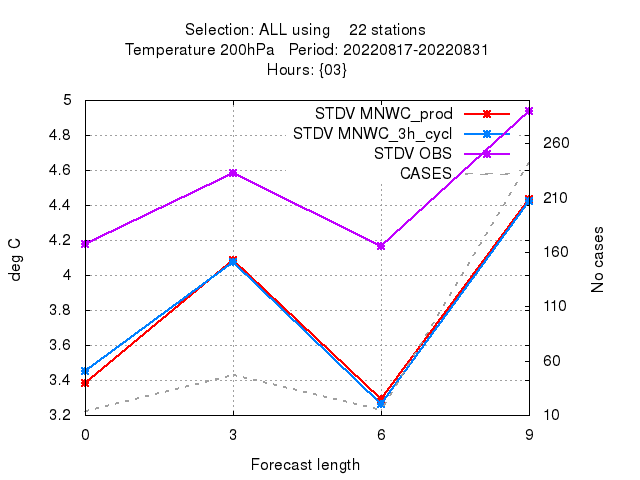 Selection: ALL using    22 stations
Temperature 200hPa   Period: 20220817-20220831
Hours: {03}
STDV MNWC_prod
STDV MNWC_3h_cycl
STDV OBS
CASES
5
4.8
4.6
4.4
4.2
4
3.8
3.6
3.4
3.2
deg C
260
210
160
110
60
10
No cases
0 3 6 9
Forecast length